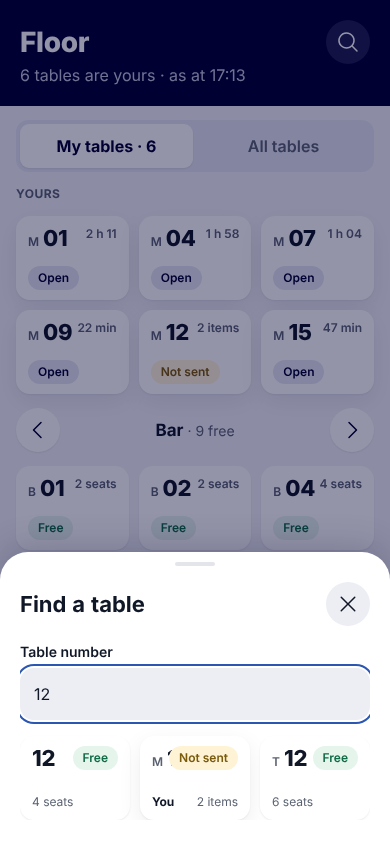 Floor
6 tables are yours · as at 17:13
My tables · 6
All tables
YOURS
M 01 2 h 11
Open
M 04 1 h 58
Open
M 07 1 h 04
Open
M 09 22 min
Open
M 12 2 items
Not sent
M 15 47 min
Open
Bar · 9 free
B 01 2 seats
Free
B 02 2 seats
Free
B 04 4 seats
Free
Find a table
Table number
12
12 Free
4 seats
M Not sent
You 2 items
T 12 Free
6 seats